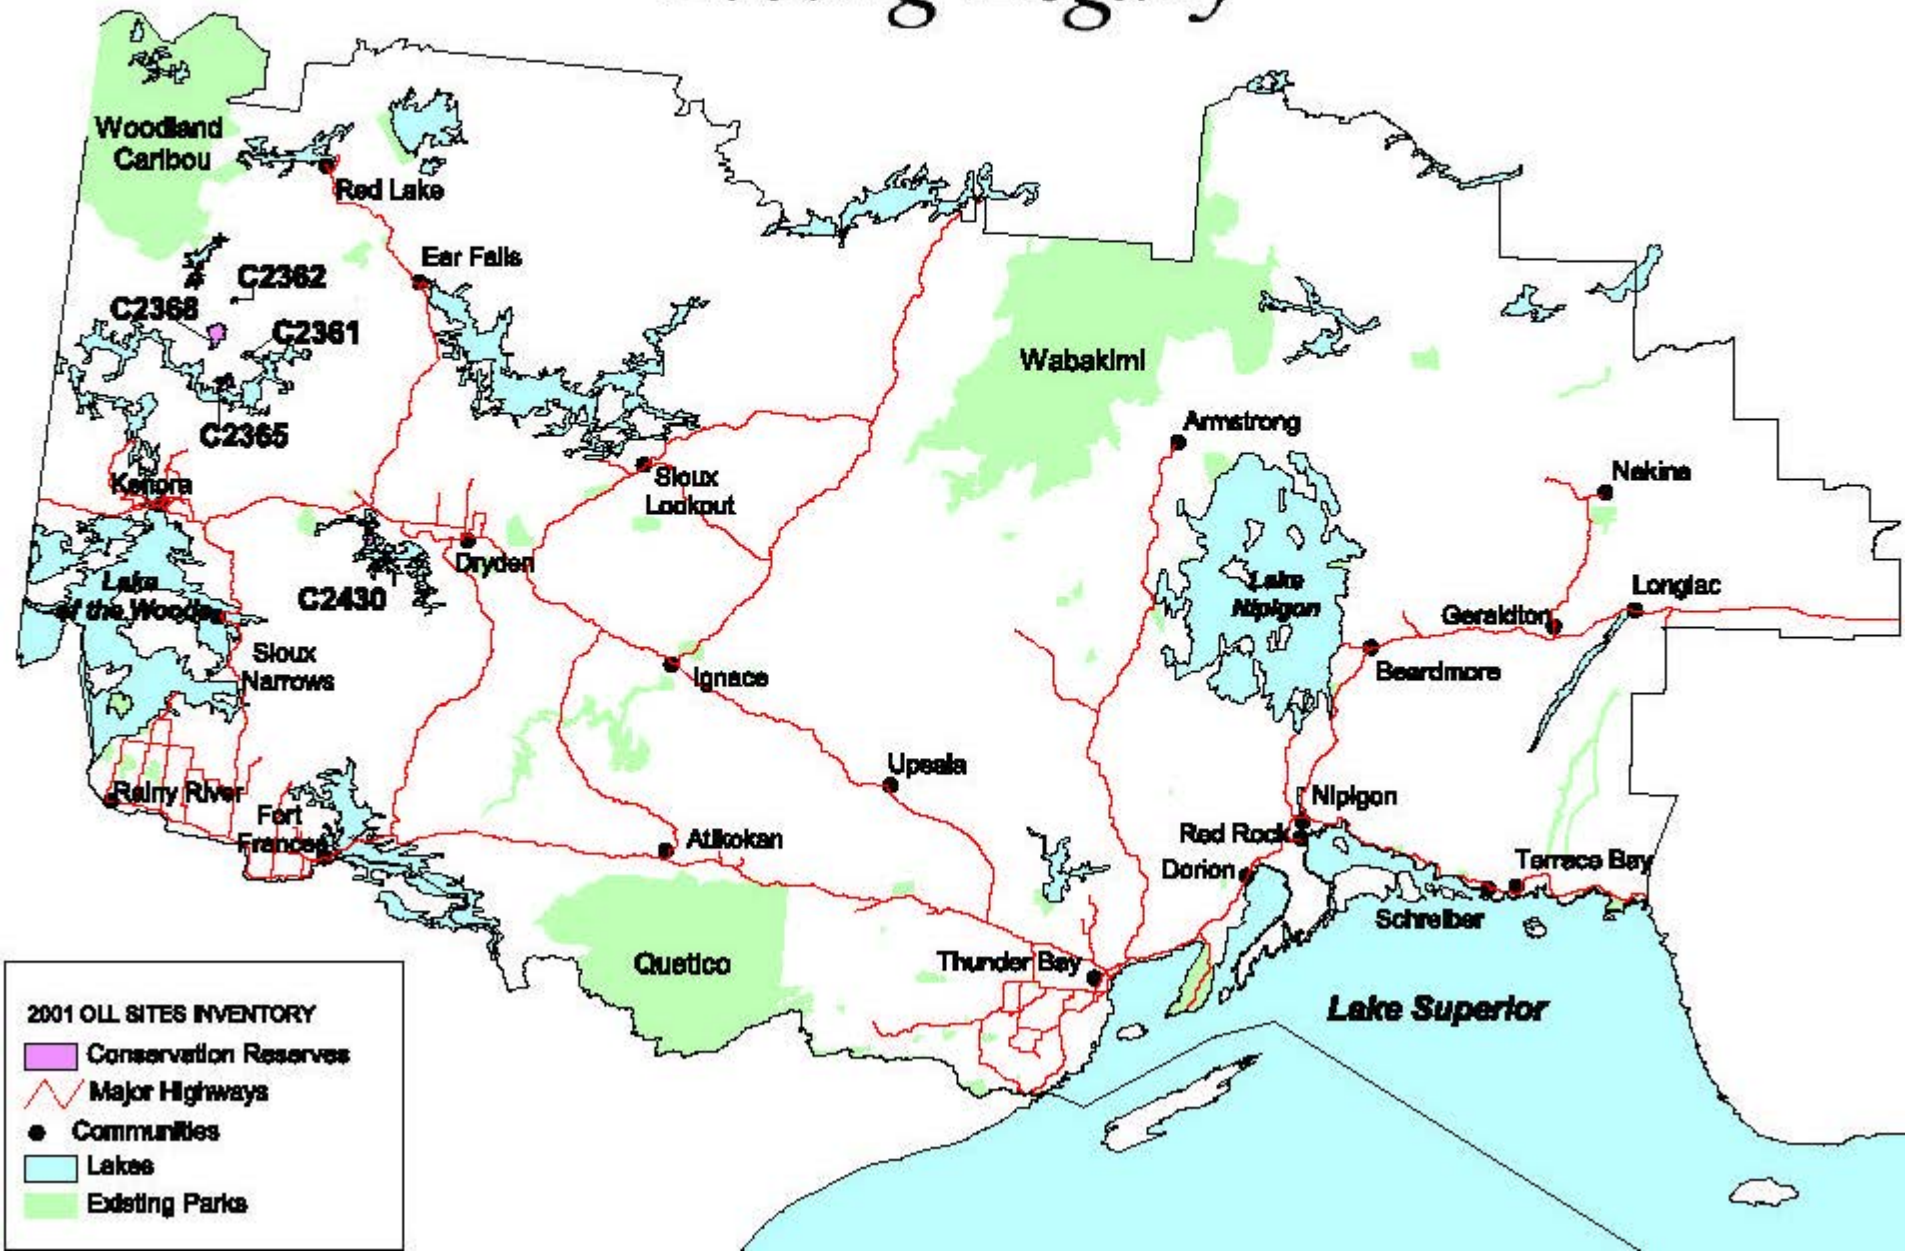 Woodland
Caribou
Red Lake
Ear Falls
C2362
C2368
C2361
C2365
Wabakimi
Armstrong
Nakina
Sioux
Lookout
Kenora
Dryden
Lake
of the Woods
C2430
Lake
Nipigon
Longlac
Geraldton
Sioux
Narrows
Ignace
Beardmore
Upsala
Rainy River
Fort
Frances
Nipigon
Red Rock
Atikokan
Dorion
Terrace Bay
Schreiber
Quetico
Thunder Bay
Lake Superior
2001 OLL SITES INVENTORY
Conservation Reserves
Major Highways
Communities
Lakes
Existing Parks